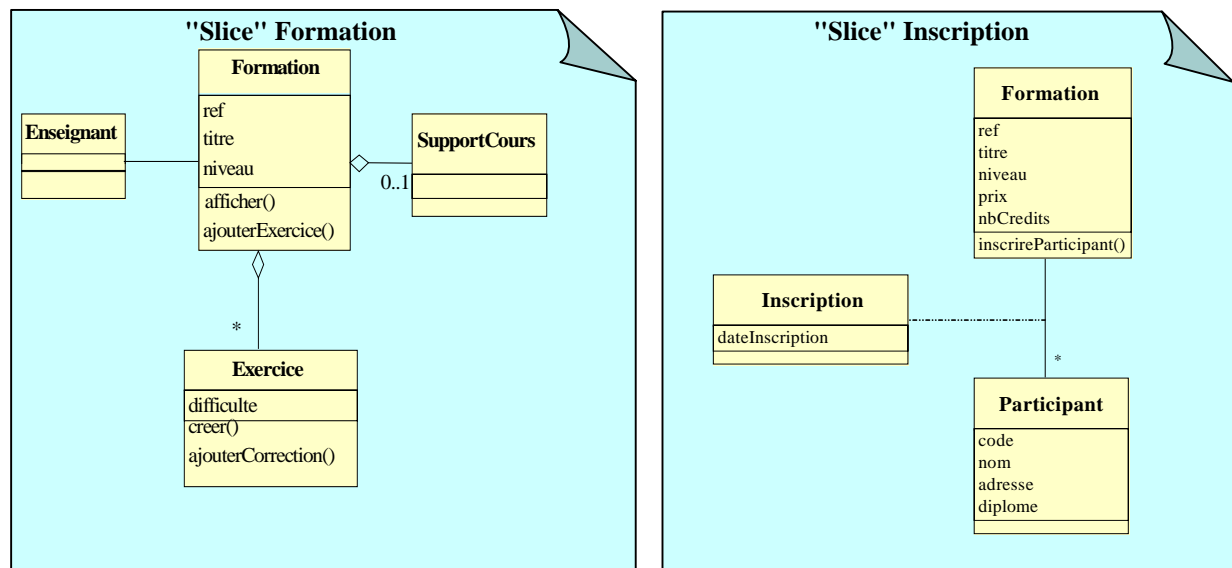 "Slice" Formation
Formation
ref
titre
niveau
afficher()
ajouterExercice()
Enseignant
SupportCours
0..1
*
Exercice
difficulte
creer()
ajouterCorrection()
"Slice" Inscription
Formation
ref
titre
niveau
prix
nbCredits
inscrireParticipant()
Inscription
dateInscription
*
Participant
code
nom
adresse
diplome